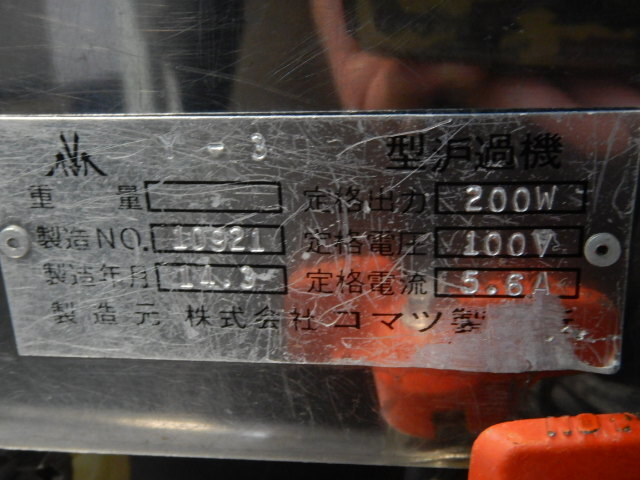 -3 型沪過機
重量 定格出力 200W
製造NO. 10921 定格電圧 100V
製造年月 14.3 定格電流 5.6A
製造元 株式会社 コマツ製